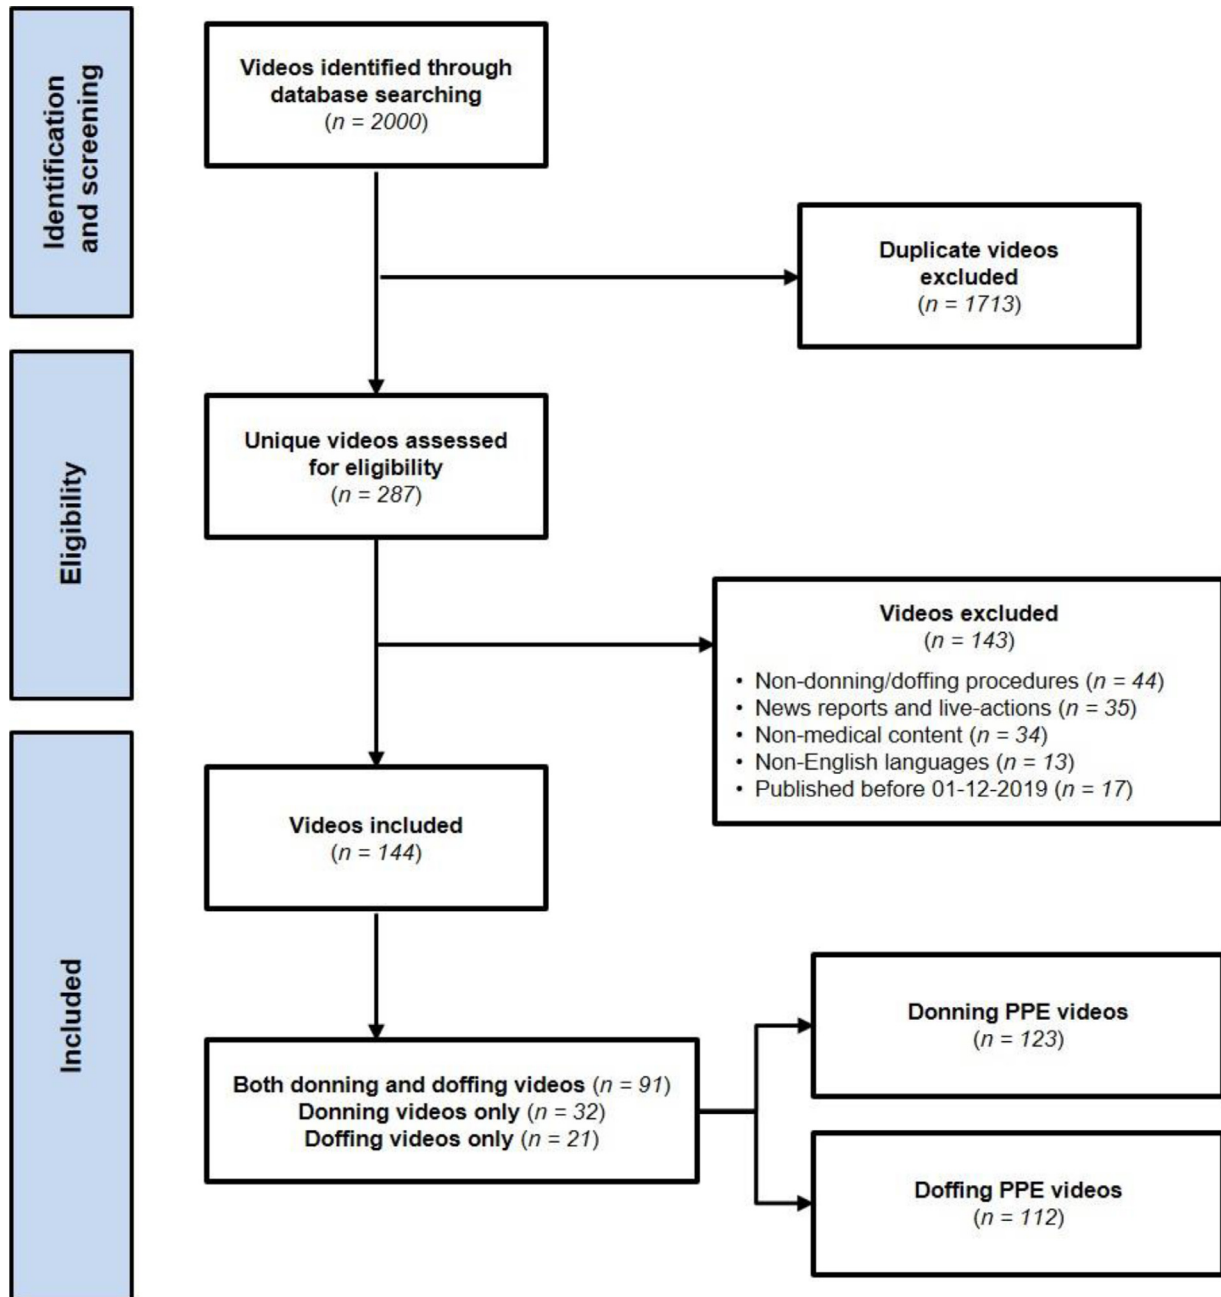 Identification
and screening
Videos identified through
database searching
(n = 2000)
Duplicate videos
excluded
(n = 1713)
Eligibility
Unique videos assessed
for eligibility
(n = 287)
Videos excluded
(n = 143)
• Non-donning/doffing procedures (n = 44)
• News reports and live-actions (n = 35)
• Non-medical content (n = 34)
• Non-English languages (n = 13)
• Published before 01-12-2019 (n = 17)
Included
Videos included
(n = 144)
Both donning and doffing videos (n = 91)
Donning videos only (n = 32)
Doffing videos only (n = 21)
Donning PPE videos
(n = 123)
Doffing PPE videos
(n = 112)